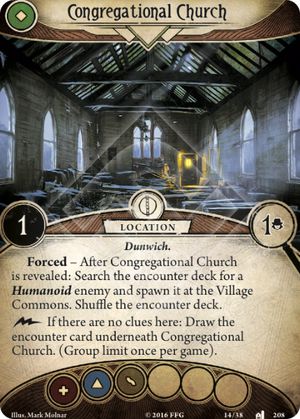 Congregational Church
1
LOCATION
1
Dunwich.
Forced – After Congregational Church
is revealed: Search the encounter deck for a
Humanoid enemy and spawn it at the Village
Commons. Shuffle the encounter deck.
If there are no clues here: Draw the
encounter card underneath Congregational
Church. (Group limit once per game).
Illus. Mark Molnar © 2016 FFG 14/38 208